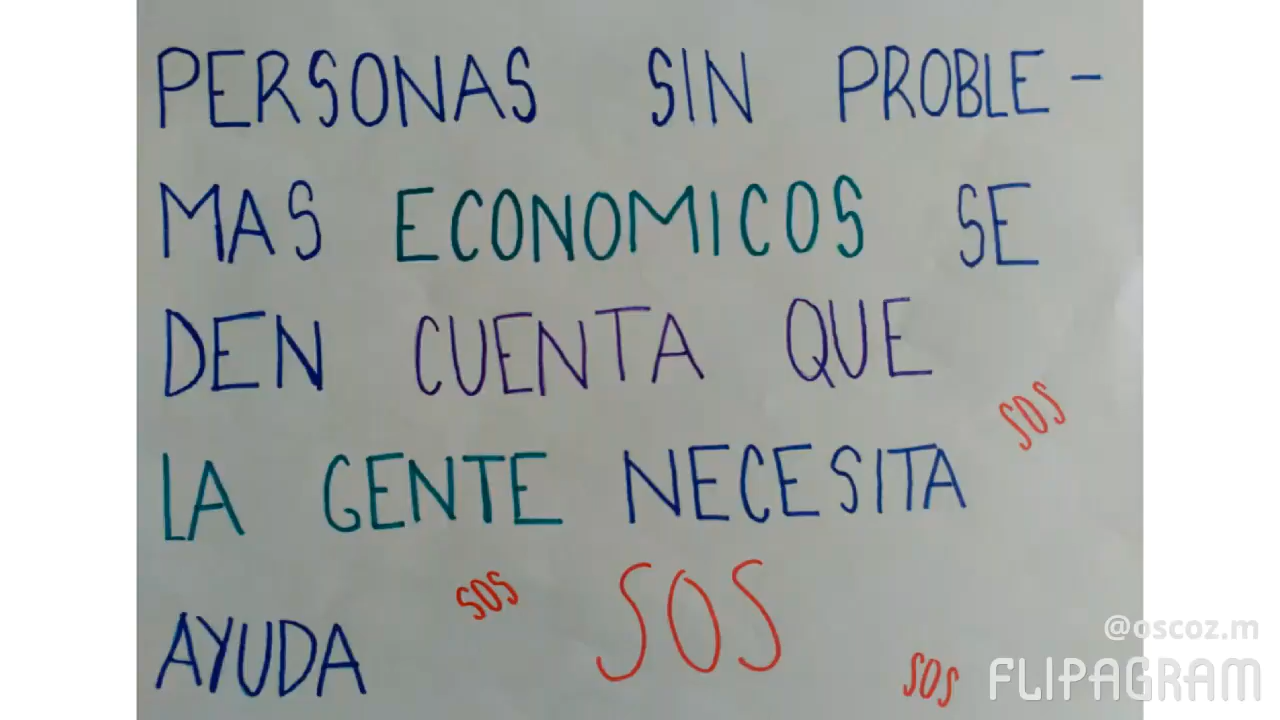 PERSONAS SIN PROBLE-
MAS ECONOMICOS SE
DEN CUENTA QUE
SOS
LA GENTE NECESITA
SOS SOS
AYUDA
SOS
@oscoz.m
FLIPAGRAM